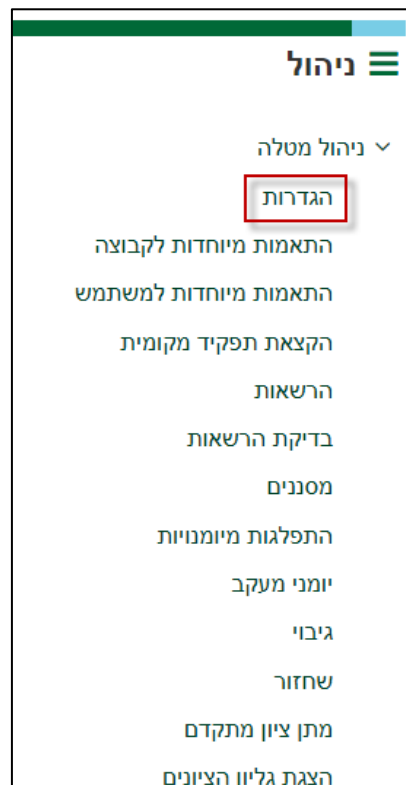 ניהול
ניהול מטלה
הגדרות
התאמות מיוחדות לקבוצה
התאמות מיוחדות למשתמש
הקצאת תפקיד מקומית
הרשאות
בדיקת הרשאות
מסננים
התפלגות מיומנויות
יומני מעקב
גיבוי
שחזור
מתן ציון מתקדם
הצגת גליון הציונים